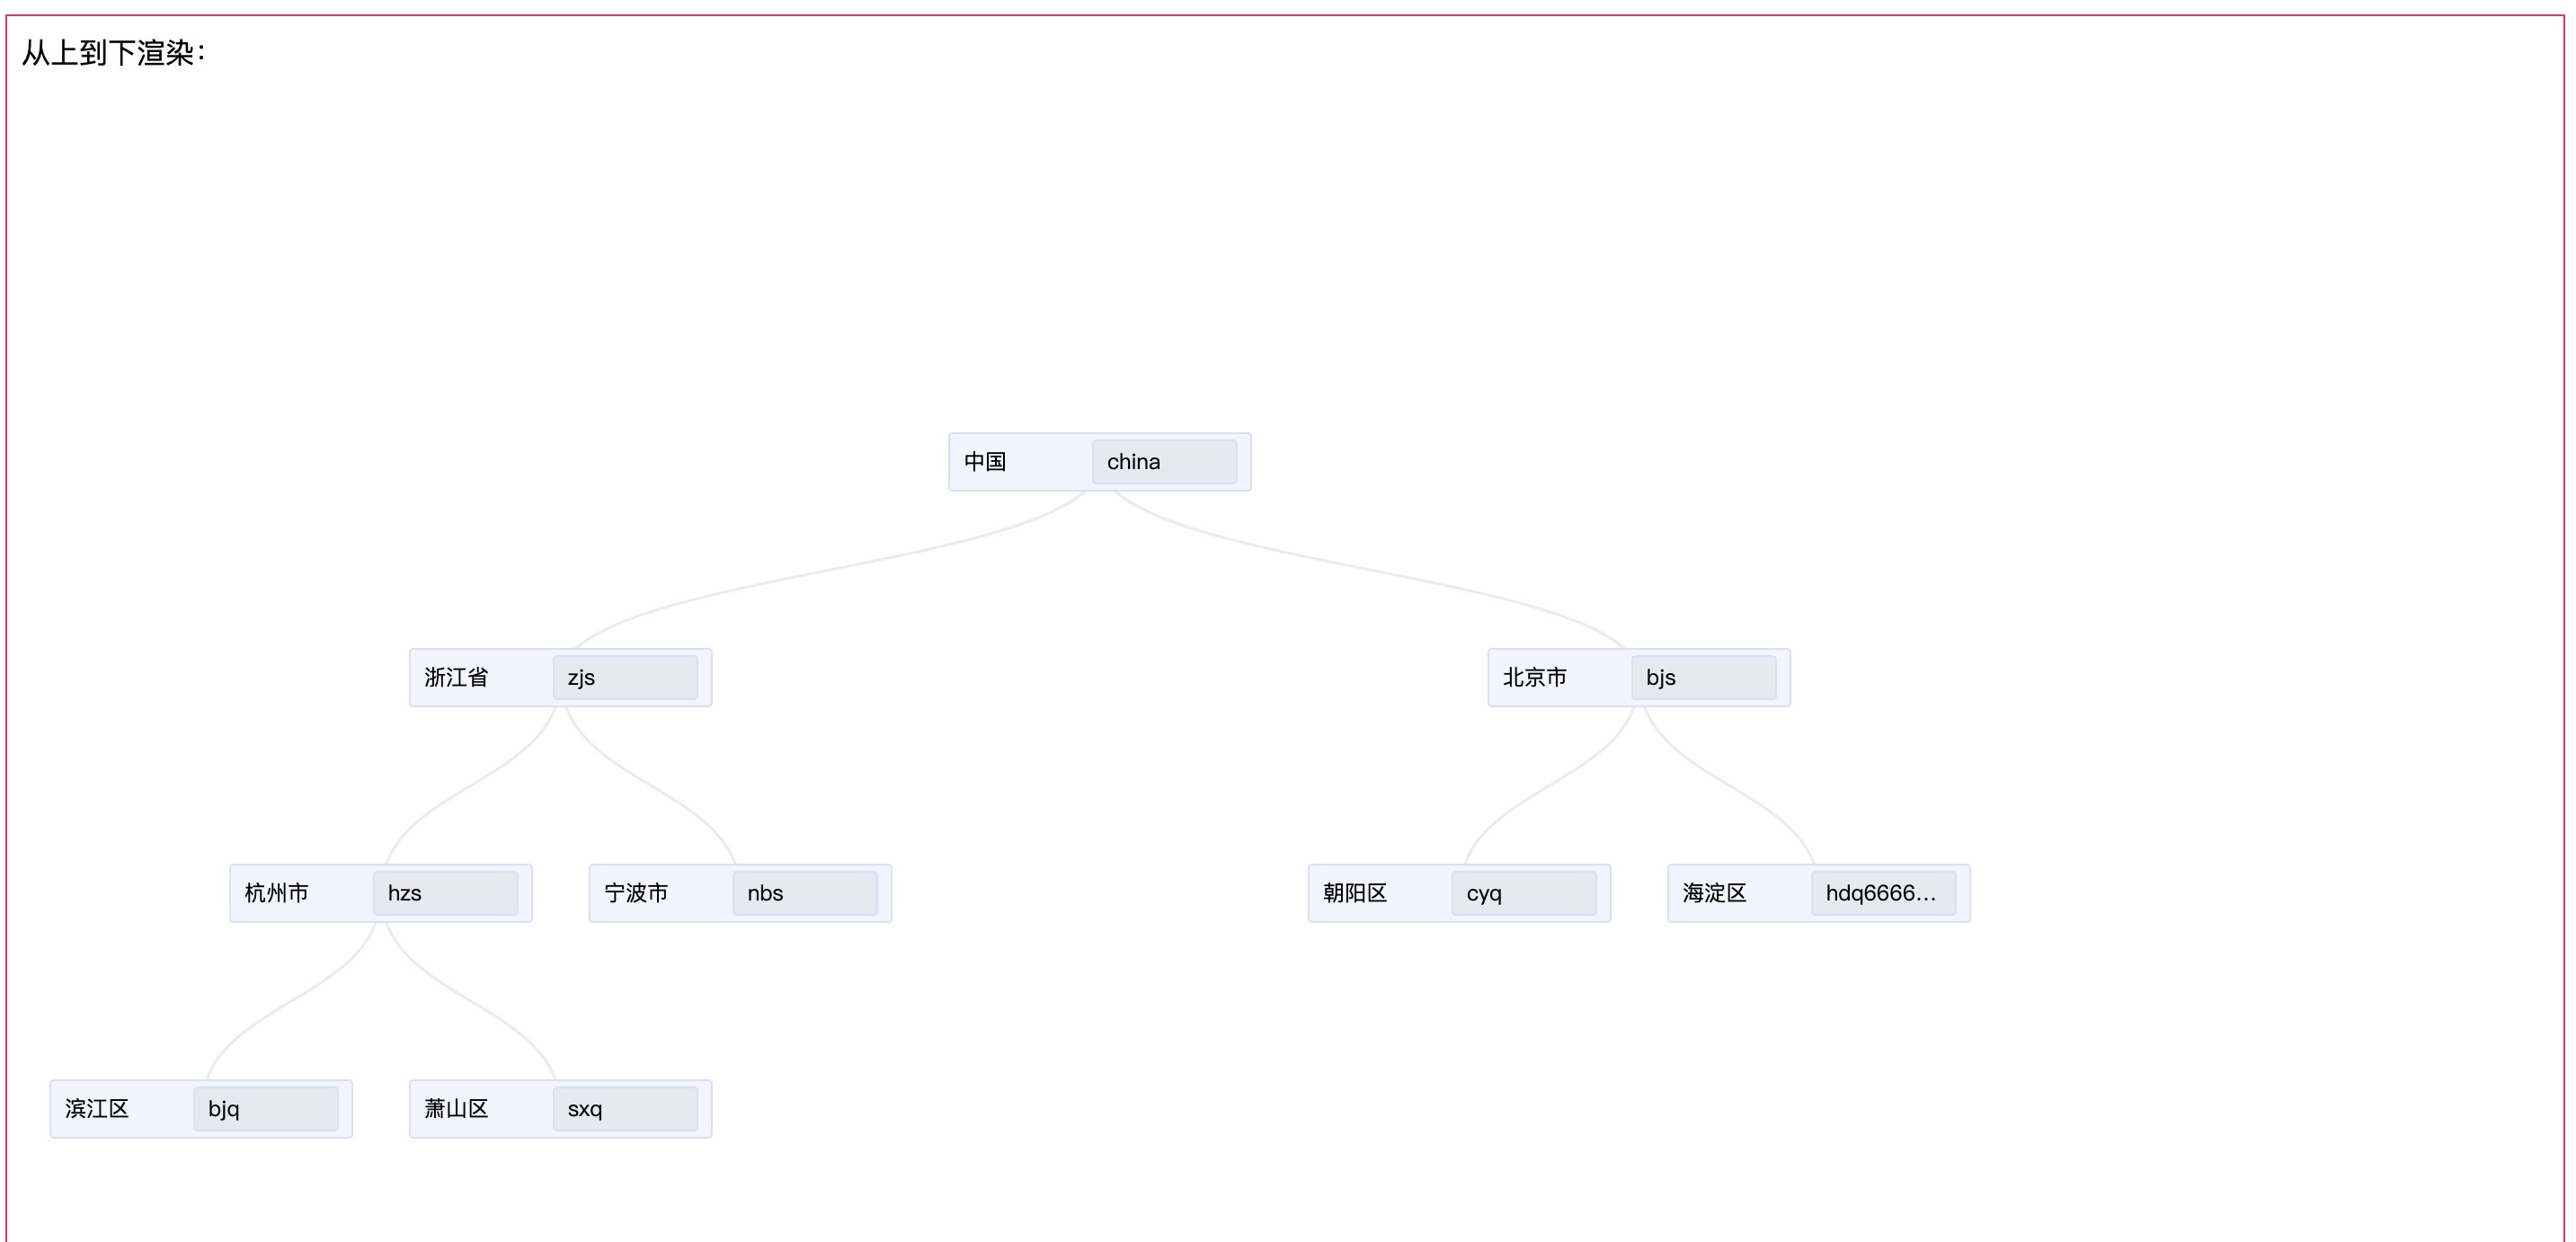 从上到下渲染：
中国 china
浙江省 zjs
北京市 bjs
杭州市 hzs
宁波市 nbs
朝阳区 cyq
海淀区 hdq6666...
滨江区 bjq
萧山区 sxq